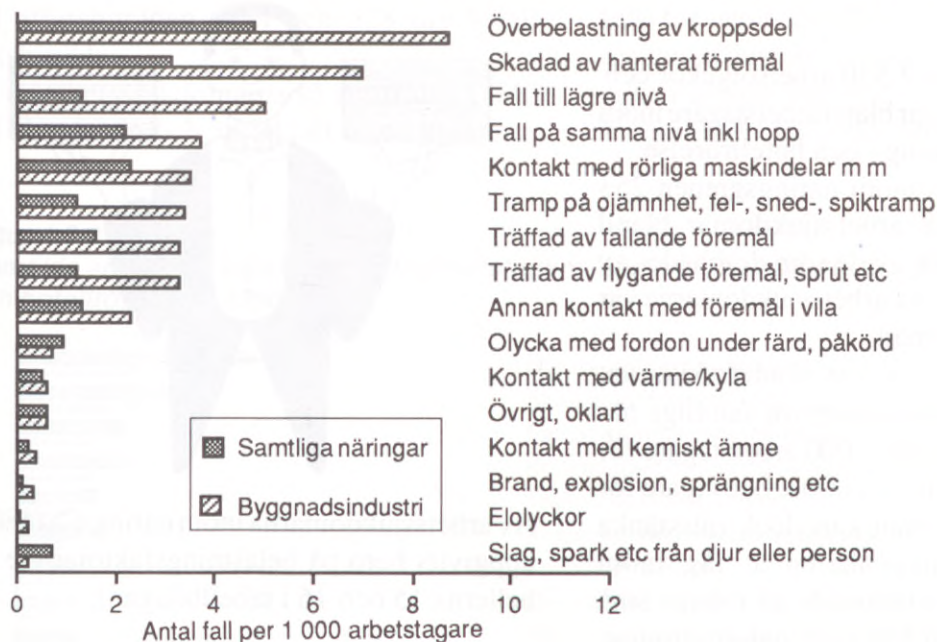 Överbelastning av kroppsdel
Skadad av hanterat föremål
Fall till lägre nivå
Fall på samma nivå inkl hopp
Kontakt med rörliga maskindelar m m
Tramp på ojämnhet, fel-, sned-, spiktramp
Träffad av fallande föremål
Träffad av flygande föremål, sprut etc
Annan kontakt med föremål i vila
Olycka med fordon under färd, påkörd
Kontakt med värme/kyla
Övrigt, oklart
Kontakt med kemiskt ämne
Brand, explosion, sprängning etc
Elolyckor
Slag, spark etc från djur eller person
Samtliga näringar
Byggnadsindustri
0 2 4 6 8 10 12
Antal fall per 1 000 arbetstagare